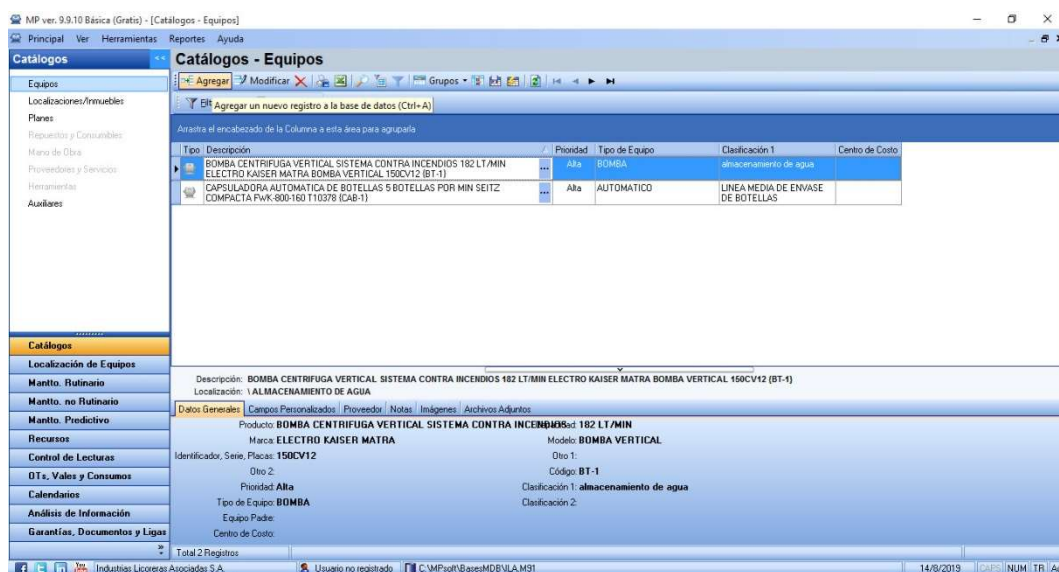 MP ver. 9.9.10 Básica (Gratis) - [Catálogos - Equipos]
Principal Ver Herramientas Reportes Ayuda
Catálogos <<
Catálogos - Equipos
Equipos
Localizaciones/Inmuebles
Planes
Repuestos y Consumibles
Mano de Obra
Proveedores y Servicios
Herramientas
Auxiliares
Agregar Modificar Grupos
Agregar un nuevo registro a la base de datos (Ctrl+A)
Arrastra el encabezado de la Columna a esta área para agruparla
Tipo Descripción Prioridad Tipo de Equipo Clasificación 1 Centro de Costo
BOMBA CENTRIFUGA VERTICAL SISTEMA CONTRA INCENDIOS 182 LT/MIN ELECTRO KAISER MATRA BOMBA VERTICAL 150CV12 (BT-1) ... Alta BOMBA almacenamiento de agua
CAPSULADORA AUTOMATICA DE BOTELLAS 5 BOTELLAS POR MIN SEITZ COMPACTA FWK-800-160 T10378 (CAB-1) ... Alta AUTOMATICO LINEA MEDIA DE ENVASE DE BOTELLAS
Catálogos
Localización de Equipos
Mantto. Rutinario
Mantto. no Rutinario
Mantto. Predictivo
Recursos
Control de Lecturas
OTs, Vales y Consumos
Calendarios
Análisis de Información
Garantías, Documentos y Ligas
Descripción: BOMBA CENTRIFUGA VERTICAL SISTEMA CONTRA INCENDIOS 182 LT/MIN ELECTRO KAISER MATRA BOMBA VERTICAL 150CV12 (BT-1)
Localización: \ ALMACENAMIENTO DE AGUA
Datos Generales Campos Personalizados Proveedor Notas Imágenes Archivos Adjuntos
Producto: BOMBA CENTRIFUGA VERTICAL SISTEMA CONTRA INCENDIOS 182 LT/MIN
Marca: ELECTRO KAISER MATRA Modelo: BOMBA VERTICAL
Identificador, Serie, Placas: 150CV12 Otro 1:
Otro 2: Código: BT-1
Prioridad: Alta Clasificación 1: almacenamiento de agua
Tipo de Equipo: BOMBA Clasificación 2:
Equipo Padre:
Centro de Costo:
Total 2 Registros
Industrias Licoreras Asociadas S.A. Usuario no registrado C:\MPsoft\BasesMDB\ILA.M91 14/8/2019 CAPS NUM